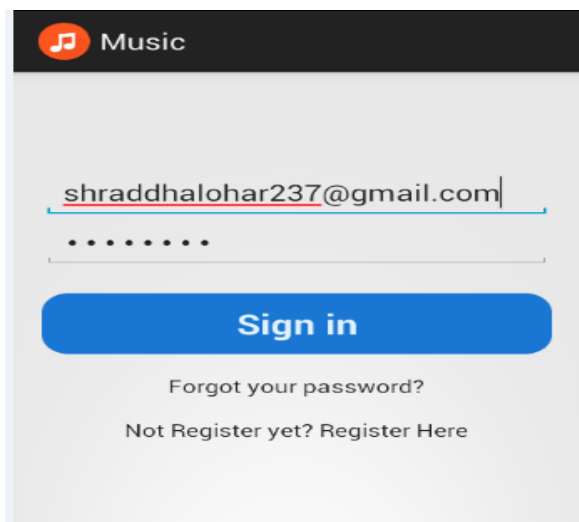 Music
shraddhalohar237@gmail.com
••••••••
Sign in
Forgot your password?
Not Register yet? Register Here